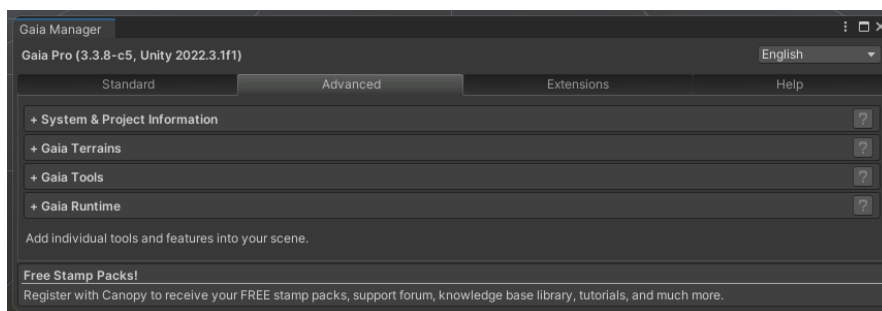 Gaia Manager
Gaia Pro (3.3.8-c5, Unity 2022.3.1f1) English
Standard Advanced Extensions Help
+ System & Project Information ?
+ Gaia Terrains ?
+ Gaia Tools ?
+ Gaia Runtime ?
Add individual tools and features into your scene.
Free Stamp Packs!
Register with Canopy to receive your FREE stamp packs, support forum, knowledge base library, tutorials, and much more.